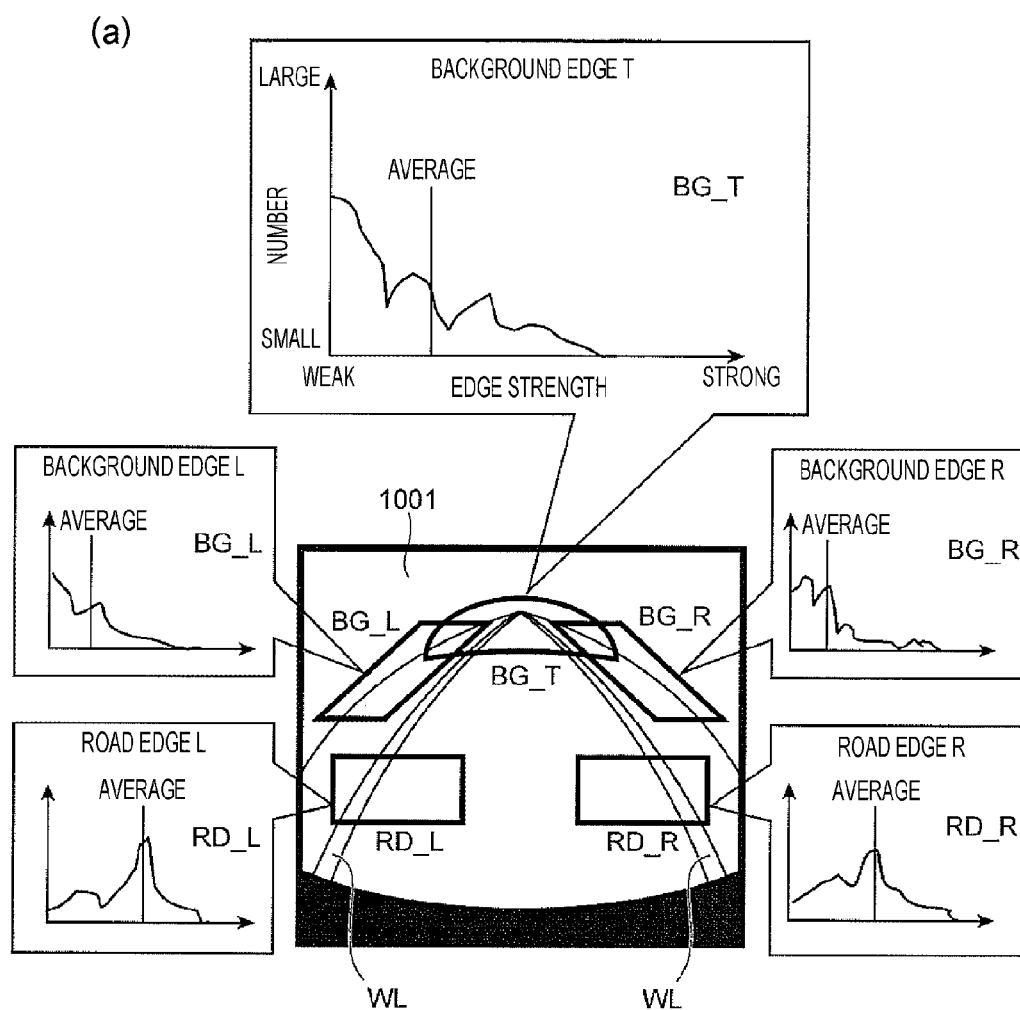 (a)
BACKGROUND EDGE T
LARGE
AVERAGE
BG_T
NUMBER
SMALL
WEAK
EDGE STRENGTH
STRONG
BACKGROUND EDGE L
AVERAGE
BG_L
1001
BACKGROUND EDGE R
AVERAGE
BG_R
BG_L
BG_R
BG_T
ROAD EDGE L
AVERAGE
RD_L
ROAD EDGE R
AVERAGE
RD_R
RD_L
RD_R
WL
WL